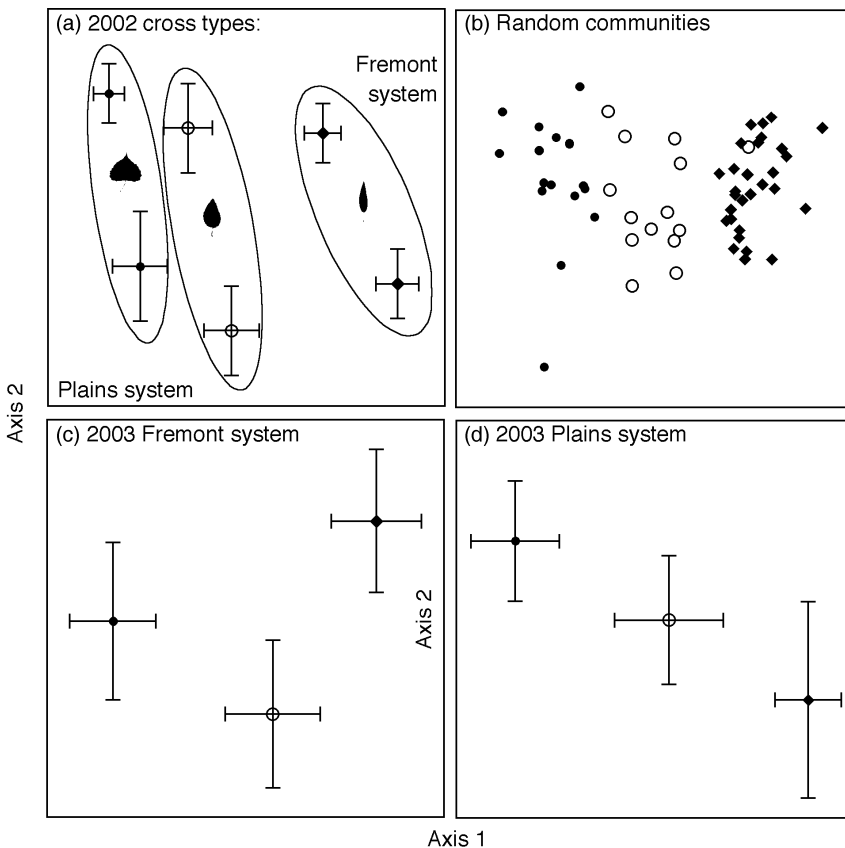 (a) 2002 cross types:
Fremont
system
Plains system
(b) Random communities
Axis 2
(c) 2003 Fremont system
(d) 2003 Plains system
Axis 2
Axis 1